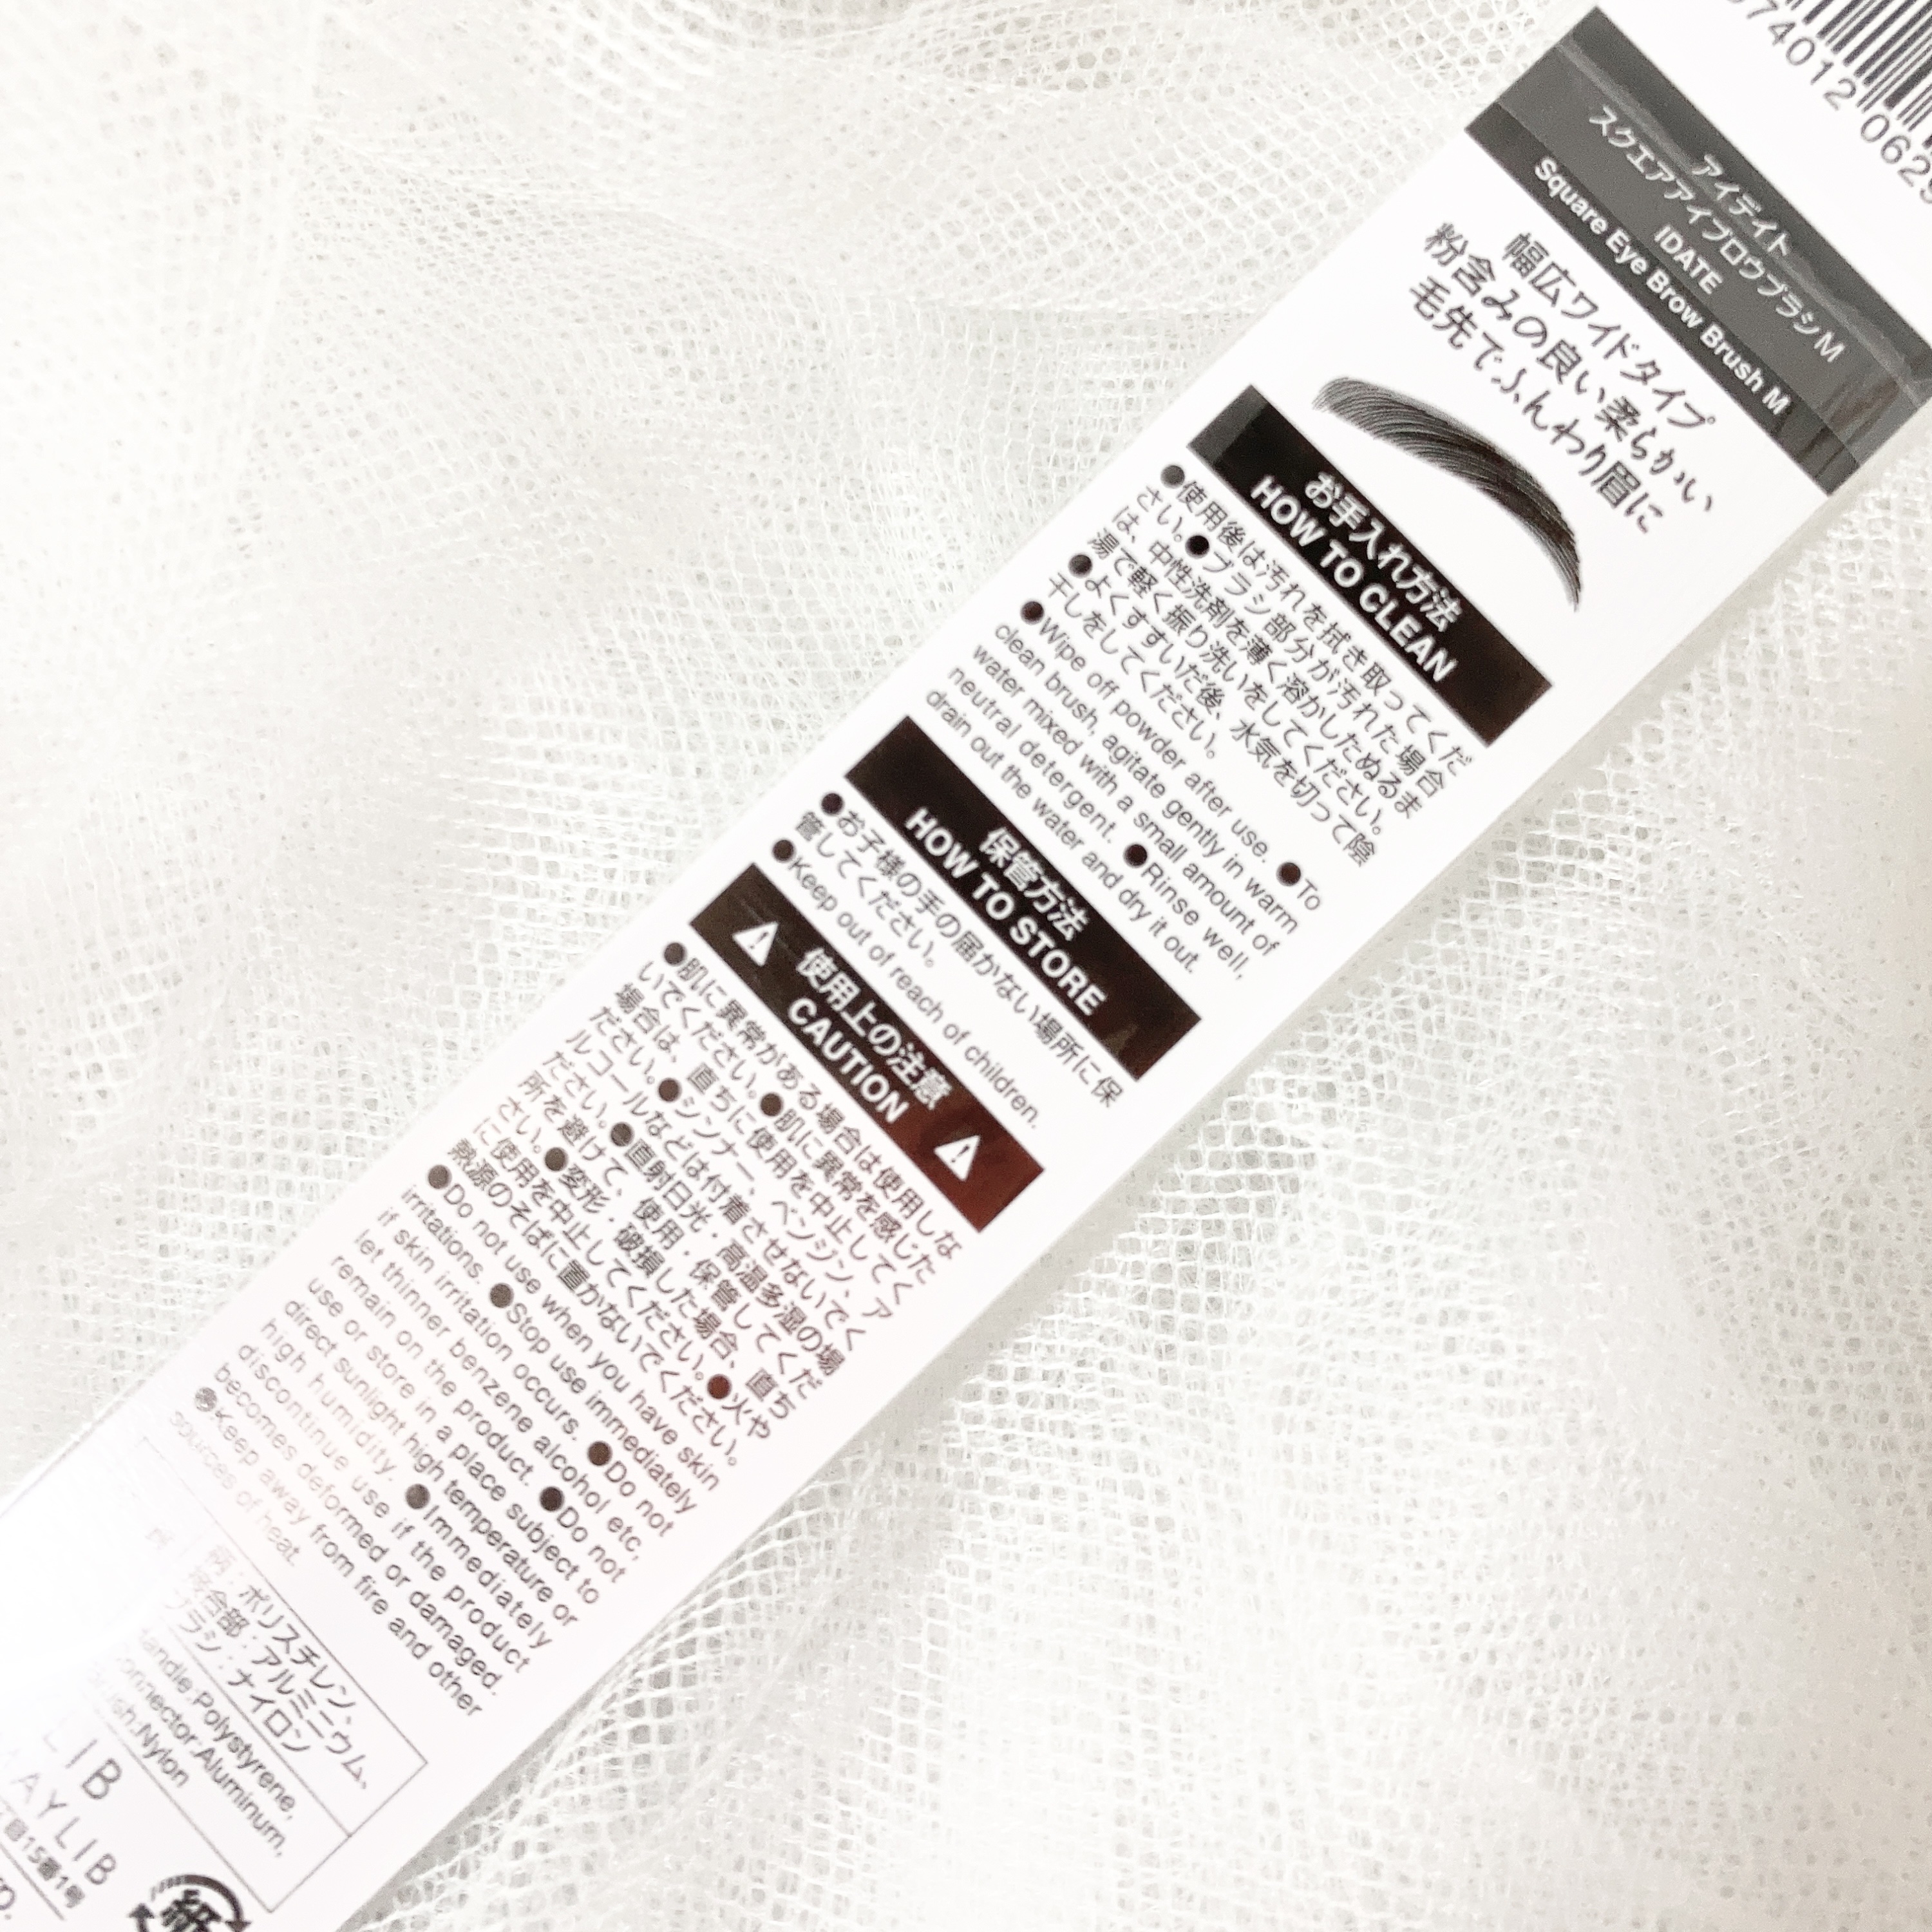 74012 062
アイデイト
スクエアアイブロウブラシM
IDATE
Square Eye Brow Brush M
幅広ワイドタイプ
粉含みの良い柔らかい
毛先でふんわり眉に
お手入れ方法
HOW TO CLEAN
●使用後は汚れを拭き取ってくだ
さい。●ブラシ部分が汚れた場合
は、中性洗剤を薄く溶かしたぬるま
湯で軽く振り洗いをしてください。
●よくすすいだ後、水気を切って陰
干しをしてください。
●Wipe off powder after use. ●To
clean brush, agitate gently in warm
water mixed with a small amount of
neutral detergent. ●Rinse well,
drain out the water and dry it out.
保管方法
HOW TO STORE
●お子様の手の届かない場所に保
管してください。
●Keep out of reach of children.
使用上の注意
CAUTION
●肌に異常がある場合は使用しな
いでください。●肌に異常を感じた
場合は、直ちに使用を中止してく
ださい。●シンナー、ベンジン、ア
ルコールなどは付着させないでく
ださい。●直射日光・高温多湿の場
所を避けて、使用・保管してくだ
さい。●変形・破損した場合、直ち
に使用を中止してください。●火や
熱源のそばに置かないでください。
●Do not use when you have skin
irritations. ●Stop use immediately
if skin irritation occurs. ●Do not
let thinner benzene alcohol etc,
remain on the product. ●Do not
use or store in a place subject to
direct sunlight high temperature or
high humidity. ●Immediately
discontinue use if the product
becomes deformed or damaged.
●Keep away from fire and other
sources of heat
柄：ポリスチレン、
接合部：アルミニウム、
ブラシ：ナイロン
Handle:Polystyrene,
Connector:Aluminum,
Brush:Nylon
LIB
AYLIB
15番1号
紙